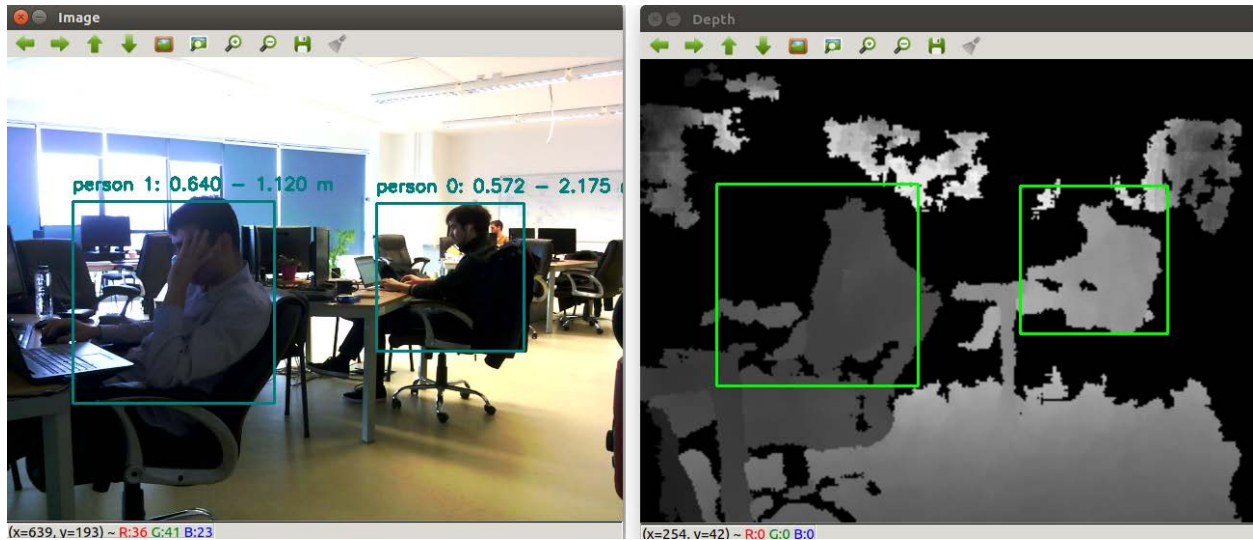 Image
Depth
person 1: 0.640 – 1.120 m
person 0: 0.572 – 2.175
(x=639, y=193) ~ R:36 G:41 B:23
(x=254, y=42) ~ R:0 G:0 B:0